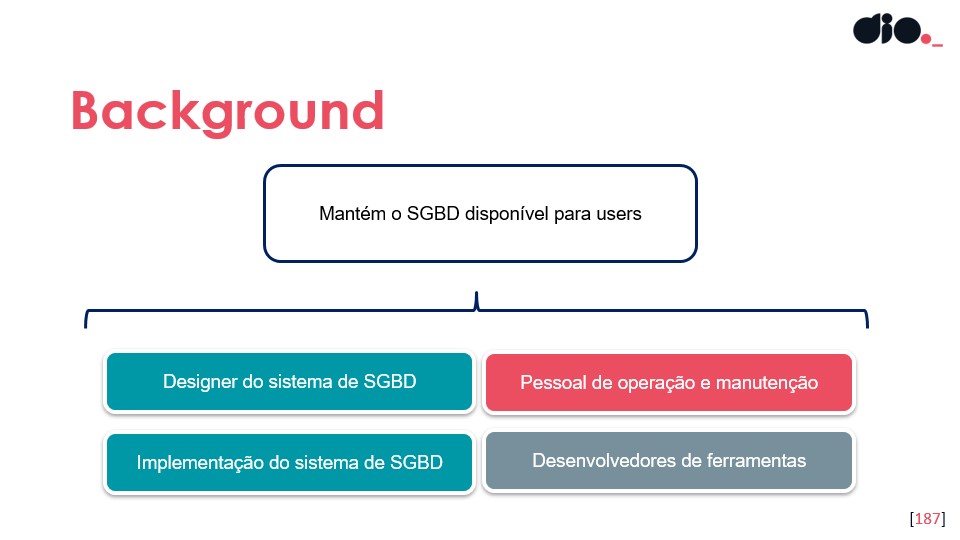 dio._
Background
Mantém o SGBD disponível para users
Designer do sistema de SGBD
Pessoal de operação e manutenção
Implementação do sistema de SGBD
Desenvolvedores de ferramentas
[187]